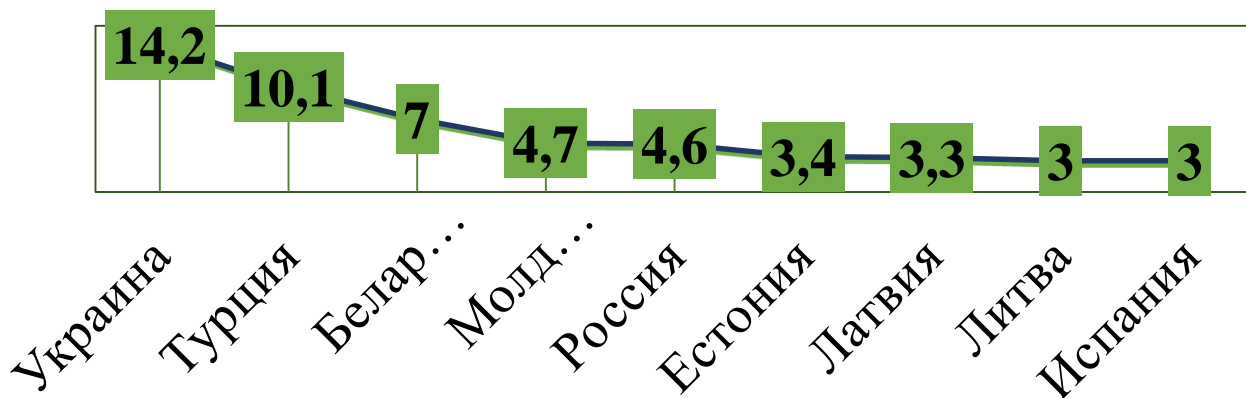 14,2
10,1
7
4,7
4,6
3,4
3,3
3
3
Украина
Турция
Белар…
Молд…
Россия
Естония
Латвия
Литва
Испания